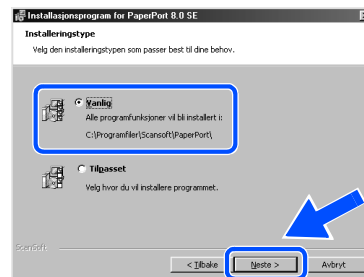 Installasjonsprogram for PaperPort 8.0 SE
Installeringstype
Velg den installeringstypen som passer best til dine behov.
Vanlig
Alle programfunksjoner vil bli installert i:
C:\Programfiler\Scansoft\PaperPort\
Tilpasset
Velg hvor du vil installere programmet.
ScanSoft
< Tilbake Neste > Avbryt